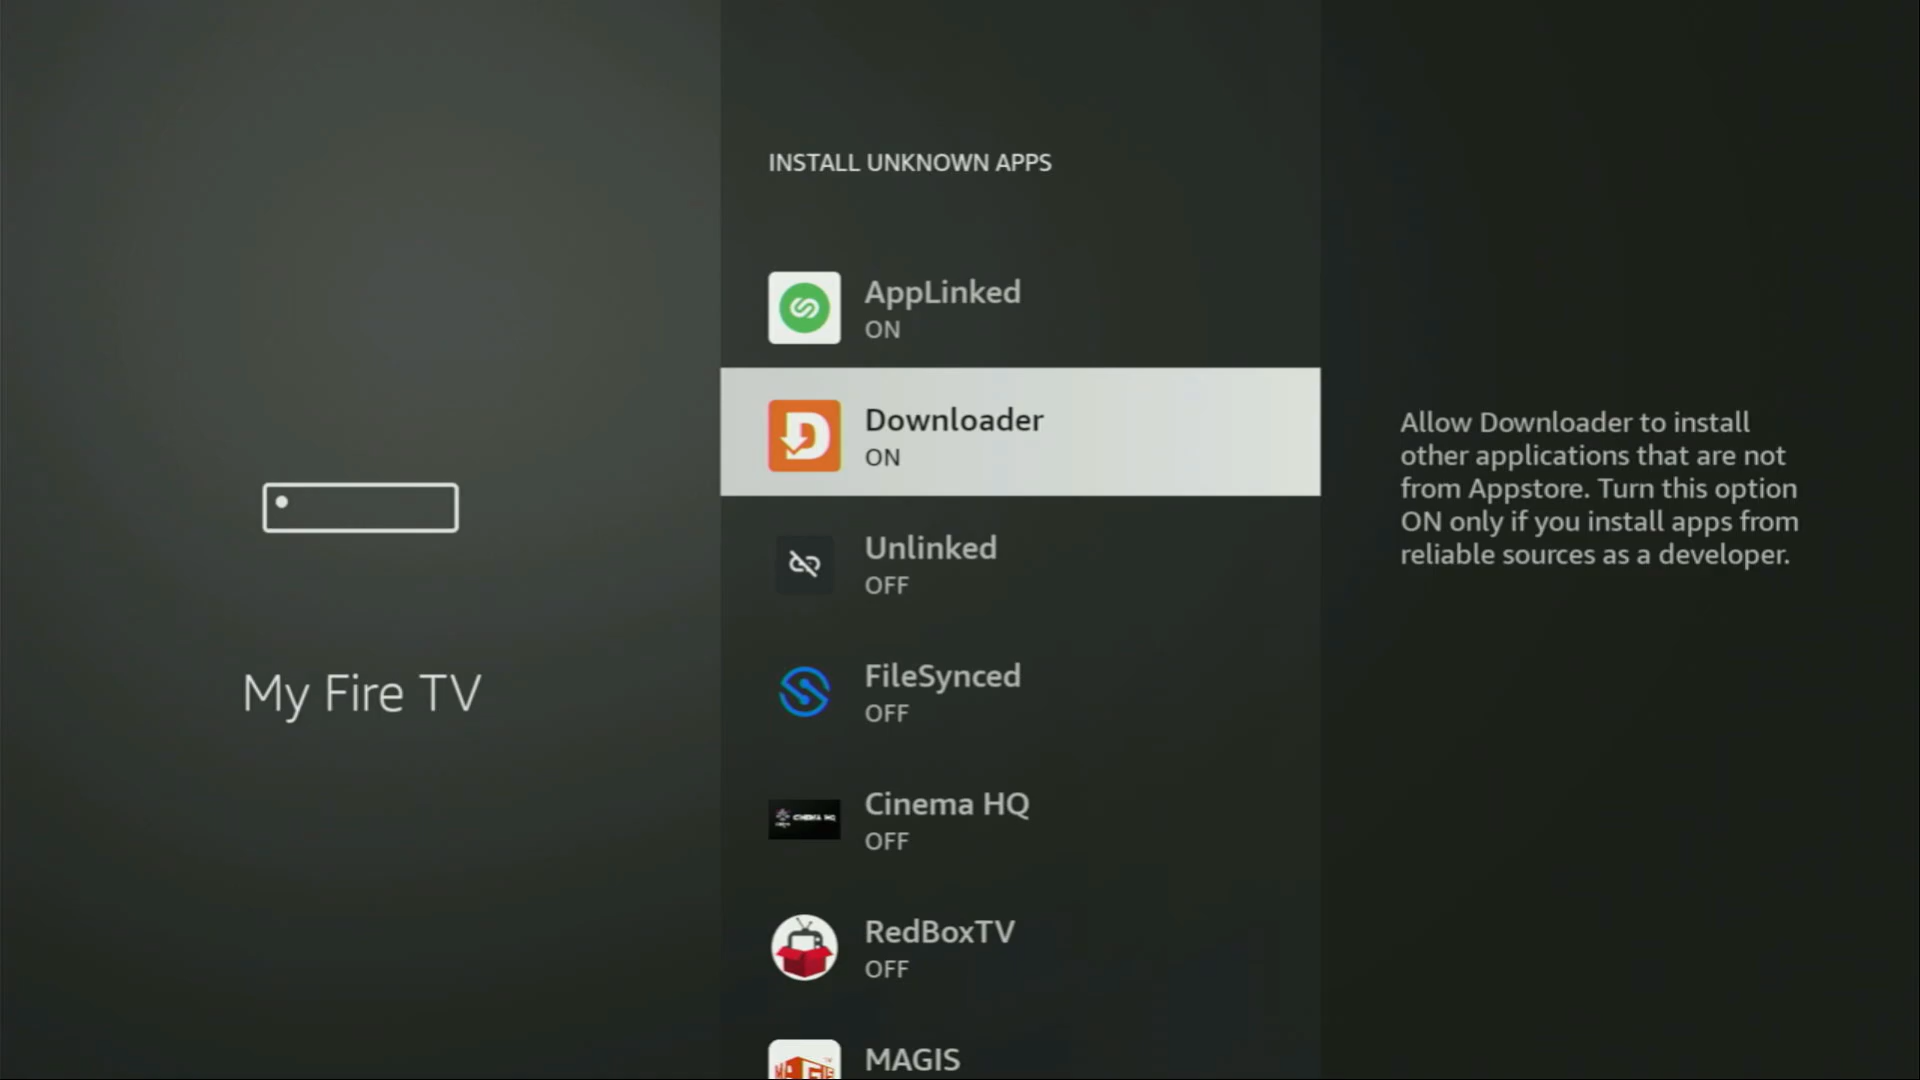 INSTALL UNKNOWN APPS
AppLinked
ON
Downloader
ON
Unlinked
OFF
FileSynced
OFF
CINEMA HQ
Cinema HQ
OFF
RedBoxTV
OFF
MAGIS
My Fire TV
Allow Downloader to install
other applications that are not
from Appstore. Turn this option
ON only if you install apps from
reliable sources as a developer.